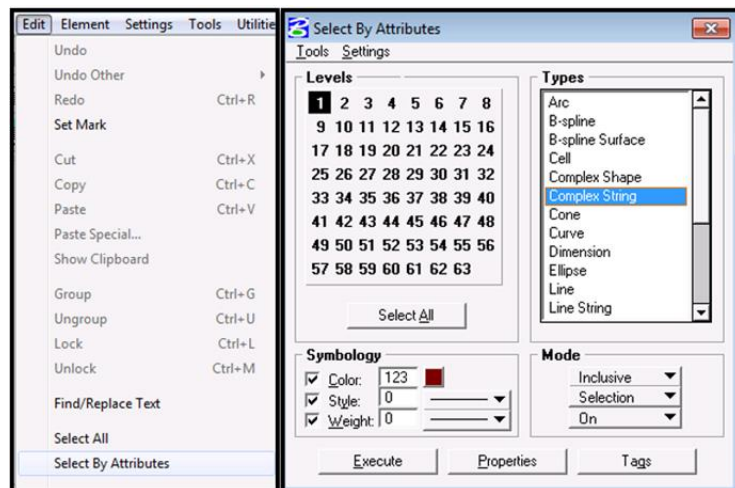 Edit Element Settings Tools Utilitie
Undo
Undo Other
Redo Ctrl+R
Set Mark
Cut Ctrl+X
Copy Ctrl+C
Paste Ctrl+V
Paste Special...
Show Clipboard
Group Ctrl+G
Ungroup Ctrl+U
Lock Ctrl+L
Unlock Ctrl+M
Find/Replace Text
Select All
Select By Attributes
Select By Attributes
Tools Settings
Levels
1 2 3 4 5 6 7 8
9 10 11 12 13 14 15 16
17 18 19 20 21 22 23 24
25 26 27 28 29 30 31 32
33 34 35 36 37 38 39 40
41 42 43 44 45 46 47 48
49 50 51 52 53 54 55 56
57 58 59 60 61 62 63
Select All
Types
Arc
B-spline
B-spline Surface
Cell
Complex Shape
Complex String
Cone
Curve
Dimension
Ellipse
Line
Line String
Symbology
Color: 123
Style: 0
Weight: 0
Mode
Inclusive
Selection
On
Execute Properties Tags